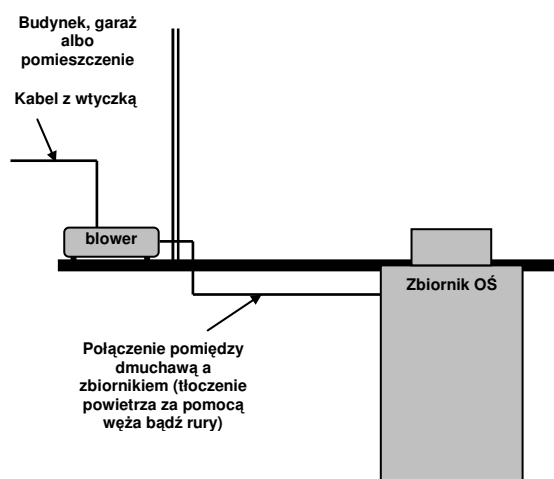 Budynek, garaż
albo
pomieszczenie
Kabel z wtyczką
blower
Zbiornik OŚ
Połączenie pomiędzy
dmuchawą a
zbiornikiem (tłoczenie
powietrza za pomocą
węża bądź rury)